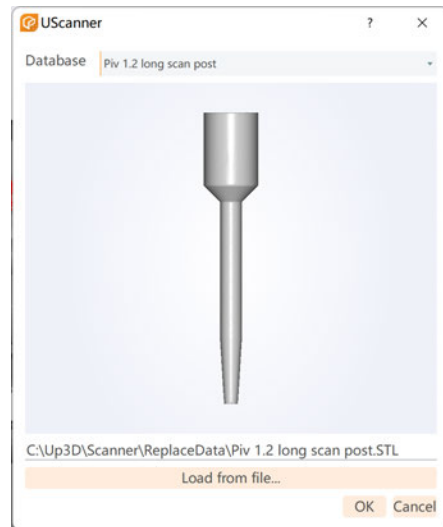 UScanner
Database Piv 1.2 long scan post
C:\Up3D\Scanner\ReplaceData\Piv 1.2 long scan post.STL
Load from file...
OK Cancel